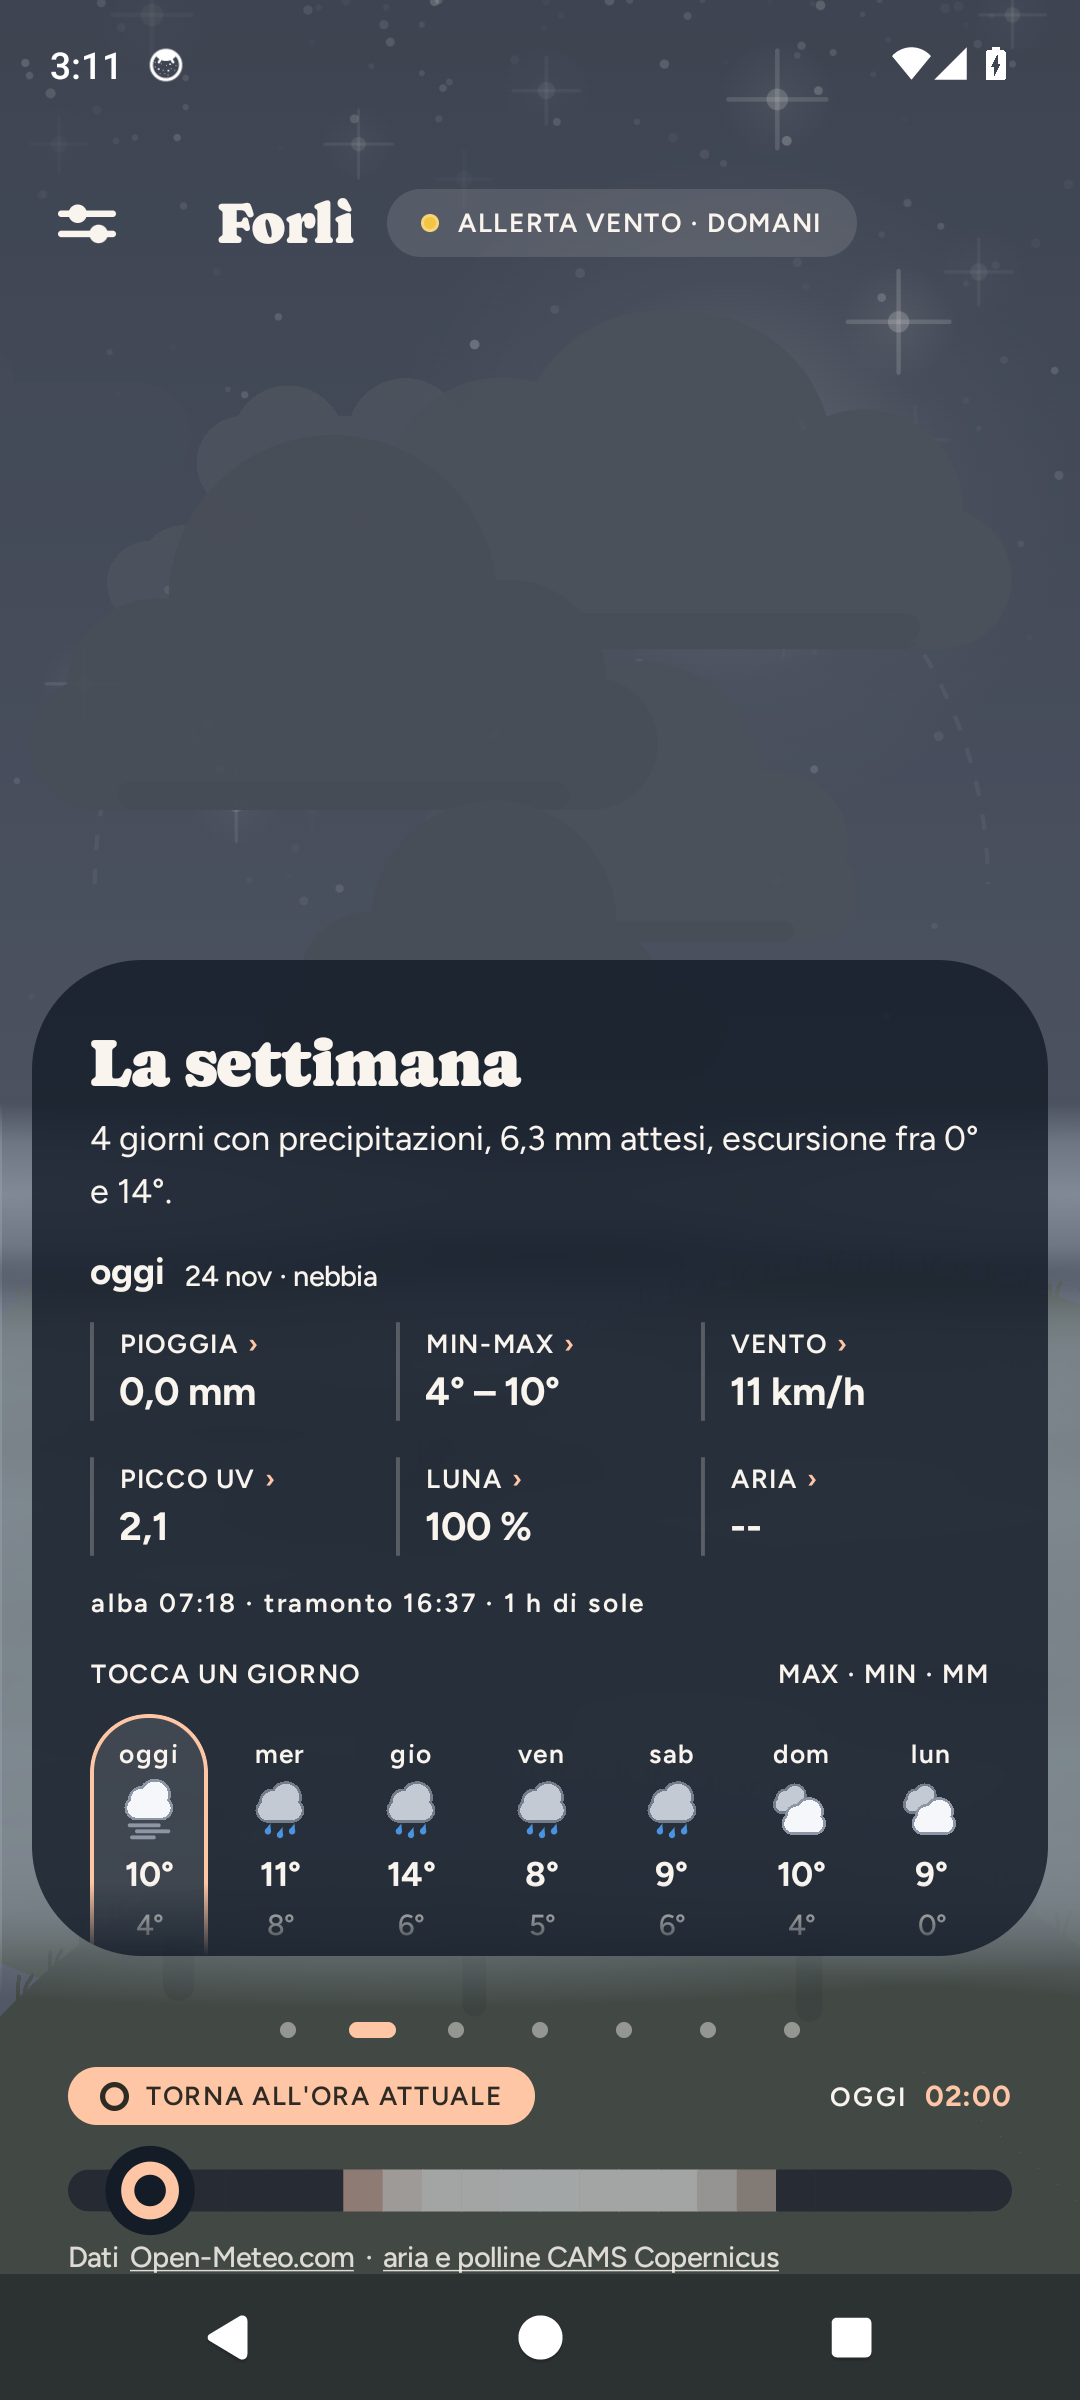 3:11
Forlì
ALLERTA VENTO · DOMANI
La settimana
4 giorni con precipitazioni, 6,3 mm attesi, escursione fra 0°
e 14°.
oggi 24 nov · nebbia
PIOGGIA › MIN-MAX › VENTO ›
0,0 mm 4° – 10° 11 km/h
PICCO UV › LUNA › ARIA ›
2,1 100 % --
alba 07:18 · tramonto 16:37 · 1 h di sole
TOCCA UN GIORNO MAX · MIN · MM
oggi mer gio ven sab dom lun
10° 11° 14° 8° 9° 10° 9°
4° 8° 6° 5° 6° 4° 0°
TORNA ALL'ORA ATTUALE OGGI 02:00
Dati Open-Meteo.com · aria e polline CAMS Copernicus